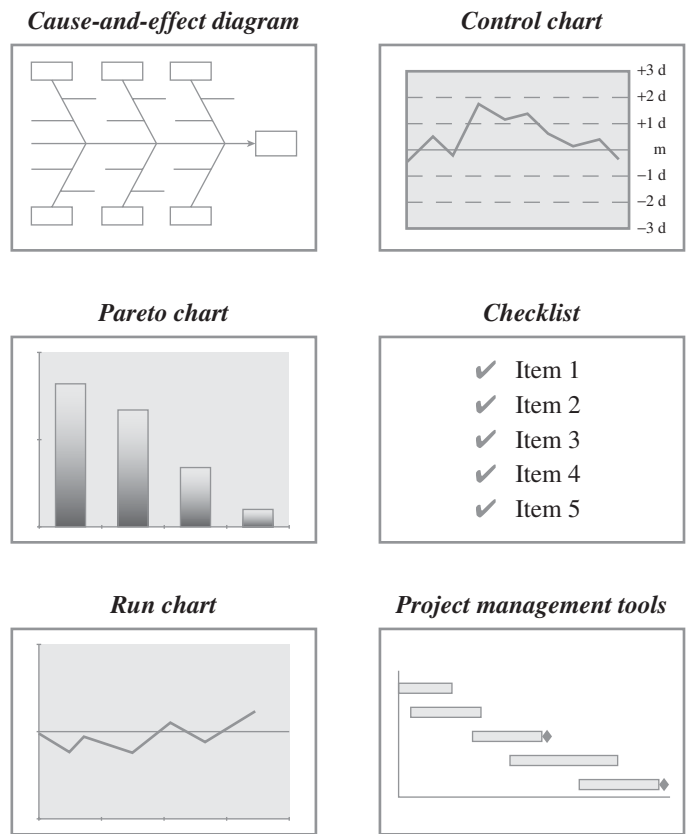 Cause-and-effect diagram
Control chart
+3 d
+2 d
+1 d
m
−1 d
−2 d
−3 d
Pareto chart
Checklist
✔ Item 1
✔ Item 2
✔ Item 3
✔ Item 4
✔ Item 5
Run chart
Project management tools